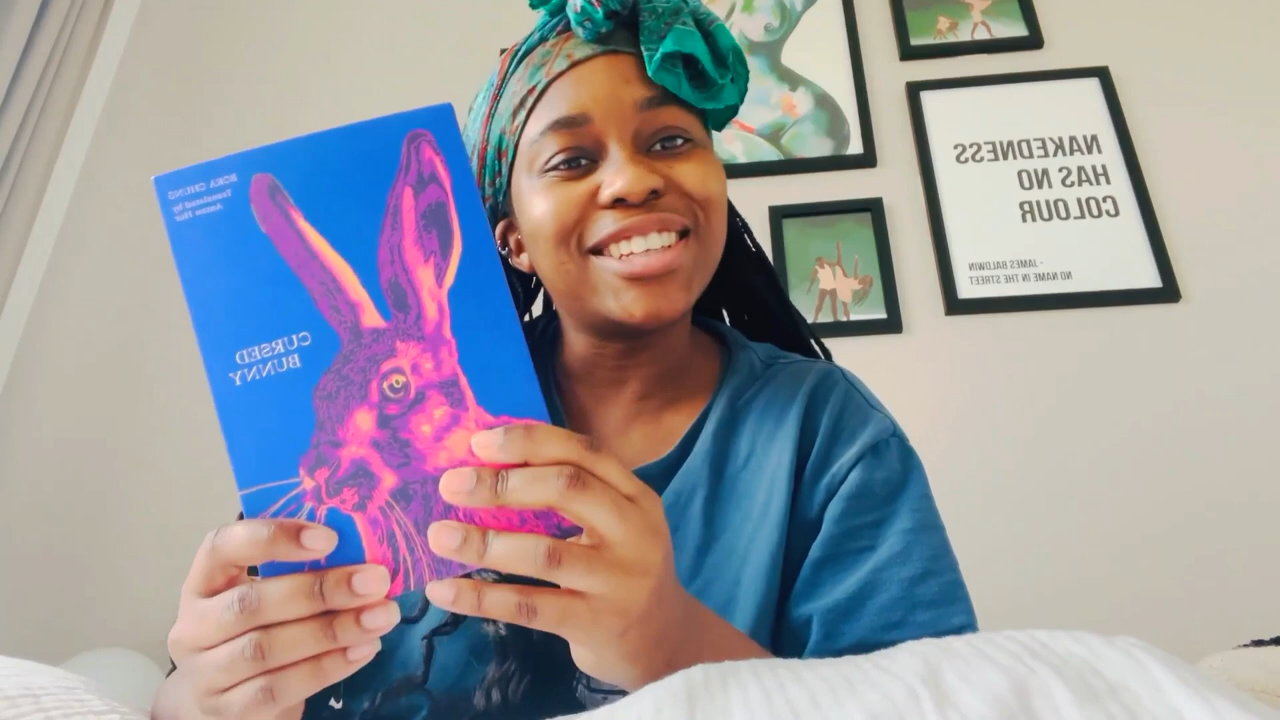 BORA CHUNG
Translated by
Anton Hur
CURSED
BUNNY
NAKEDNESS
HAS NO
COLOUR
- JAMES BALDWIN
NO NAME IN THE STREET